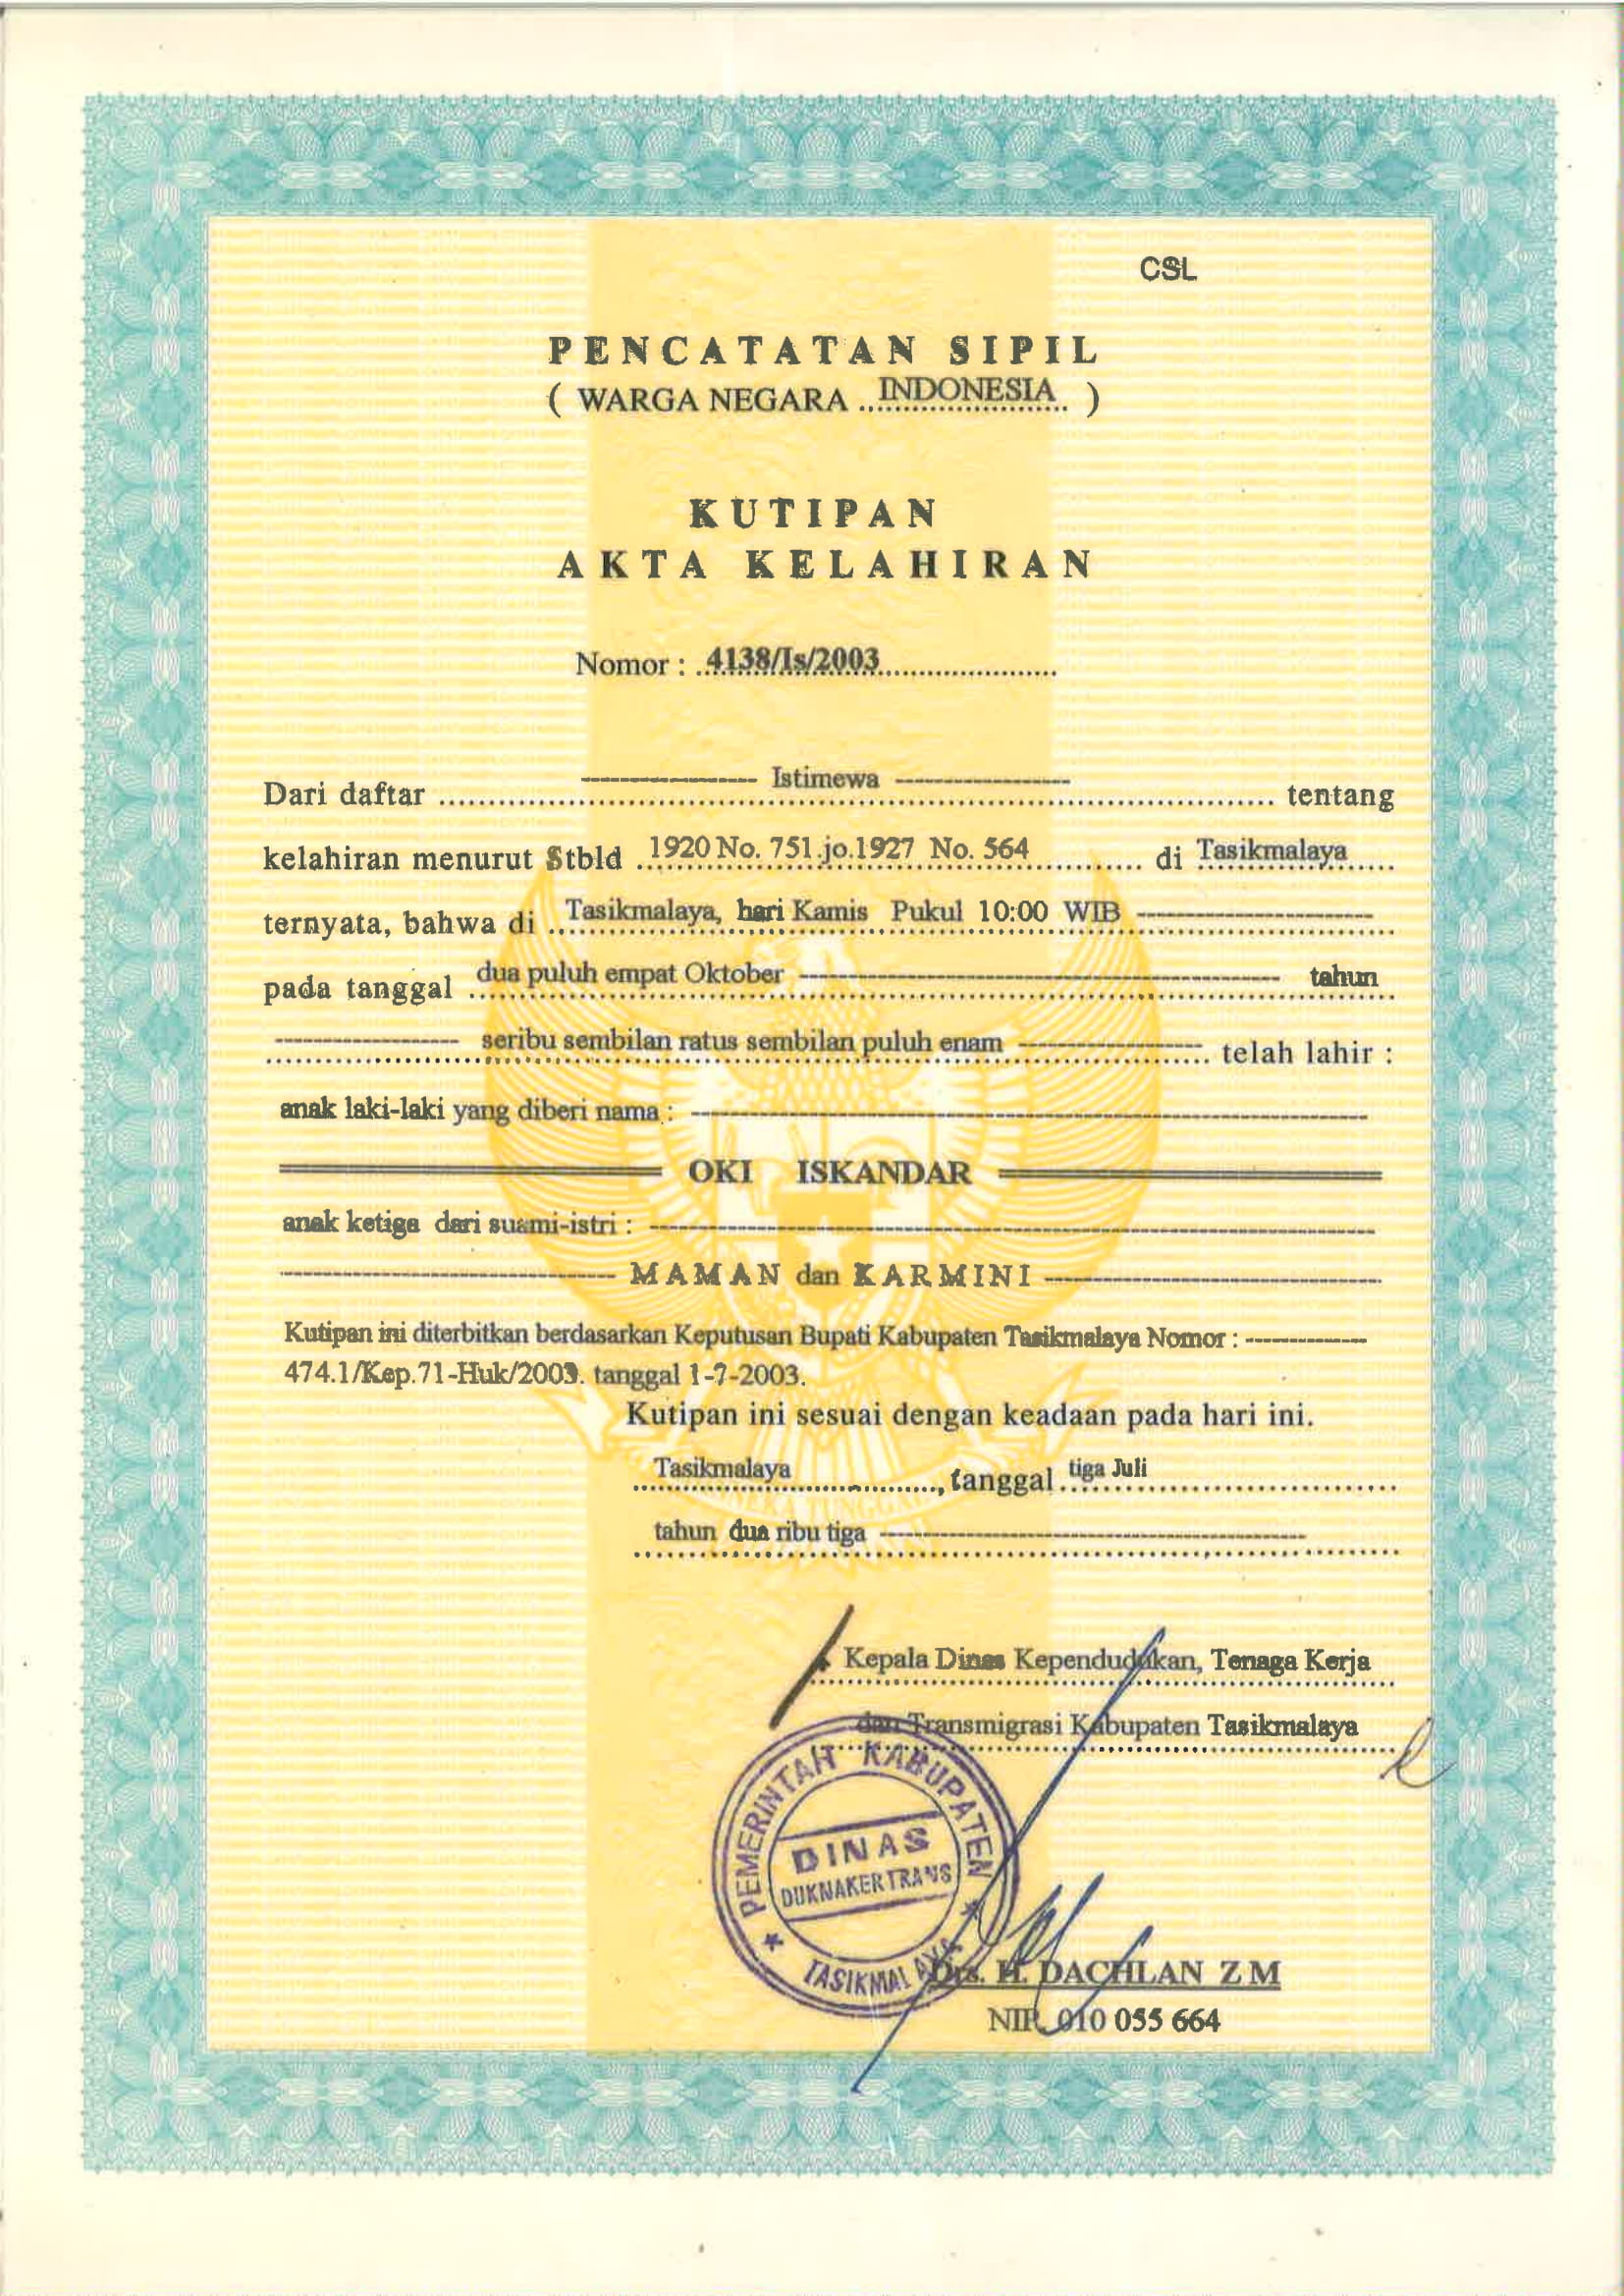 CSL
PENCATATAN SIPIL
( WARGA NEGARA ..INDONESIA.. )
KUTIPAN
AKTA KELAHIRAN
Nomor : 4138/Is/2003
Dari daftar ---------- Istimewa ---------- tentang
kelahiran menurut Stbld 1920 No. 751 jo.1927 No. 564 di Tasikmalaya
ternyata, bahwa di Tasikmalaya, hari Kamis Pukul 10:00 WIB ----------
pada tanggal dua puluh empat Oktober ---------- tahun
---------- seribu sembilan ratus sembilan puluh enam ---------- telah lahir :
anak laki-laki yang diberi nama : ----------
========== OKI ISKANDAR ==========
anak ketiga dari suami-istri : ----------
---------- MAMAN dan KARMINI ----------
Kutipan ini diterbitkan berdasarkan Keputusan Bupati Kabupaten Tasikmalaya Nomor : ----------
474.1/Kep.71-Huk/2003. tanggal 1-7-2003.
Kutipan ini sesuai dengan keadaan pada hari ini.
Tasikmalaya, tanggal tiga Juli
tahun dua ribu tiga ----------
Kepala Dinas Kependudukan, Tenaga Kerja
dan Transmigrasi Kabupaten Tasikmalaya
PEMERINTAH KABUPATEN
DINAS
DUKNAKERTRANS
TASIKMALAYA
Drs. H. DACHLAN Z M
NIP. 010 055 664